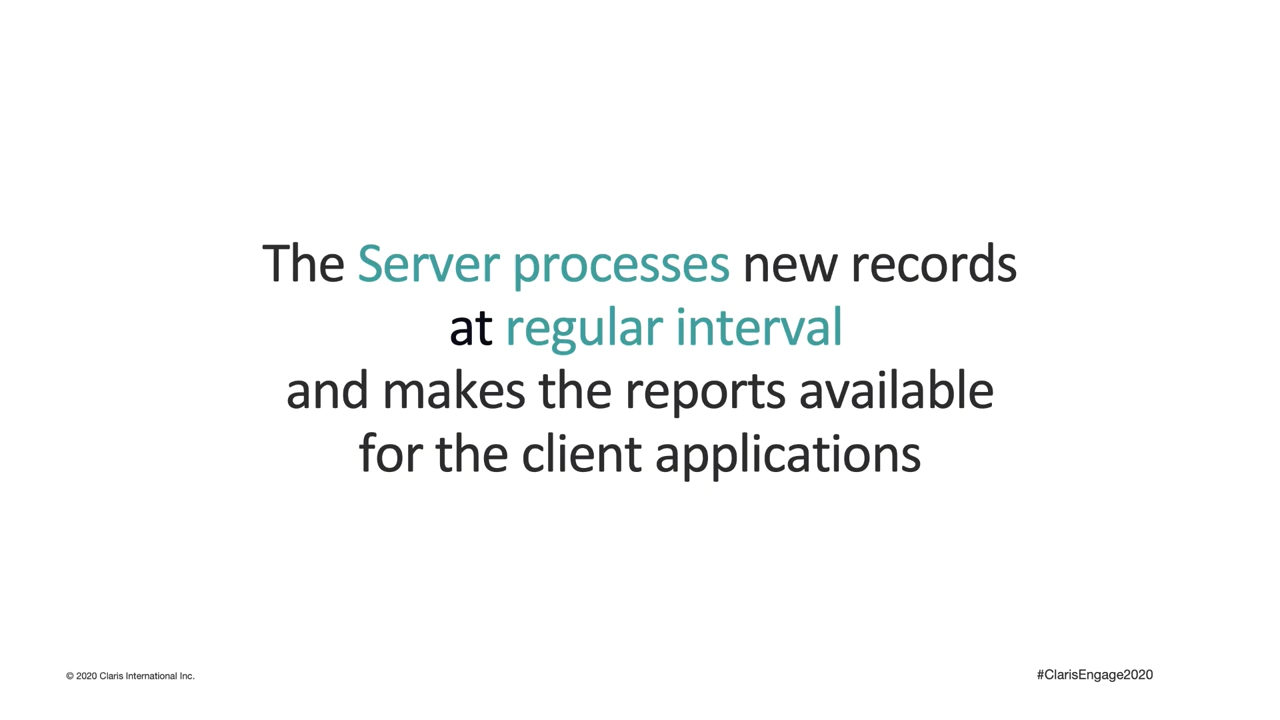 The Server processes new records
at regular interval
and makes the reports available
for the client applications
© 2020 Claris International Inc.
#ClarisEngage2020